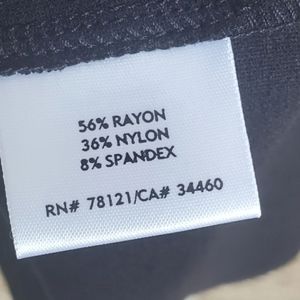 56% RAYON
36% NYLON
8% SPANDEX
RN# 78121/CA# 34460